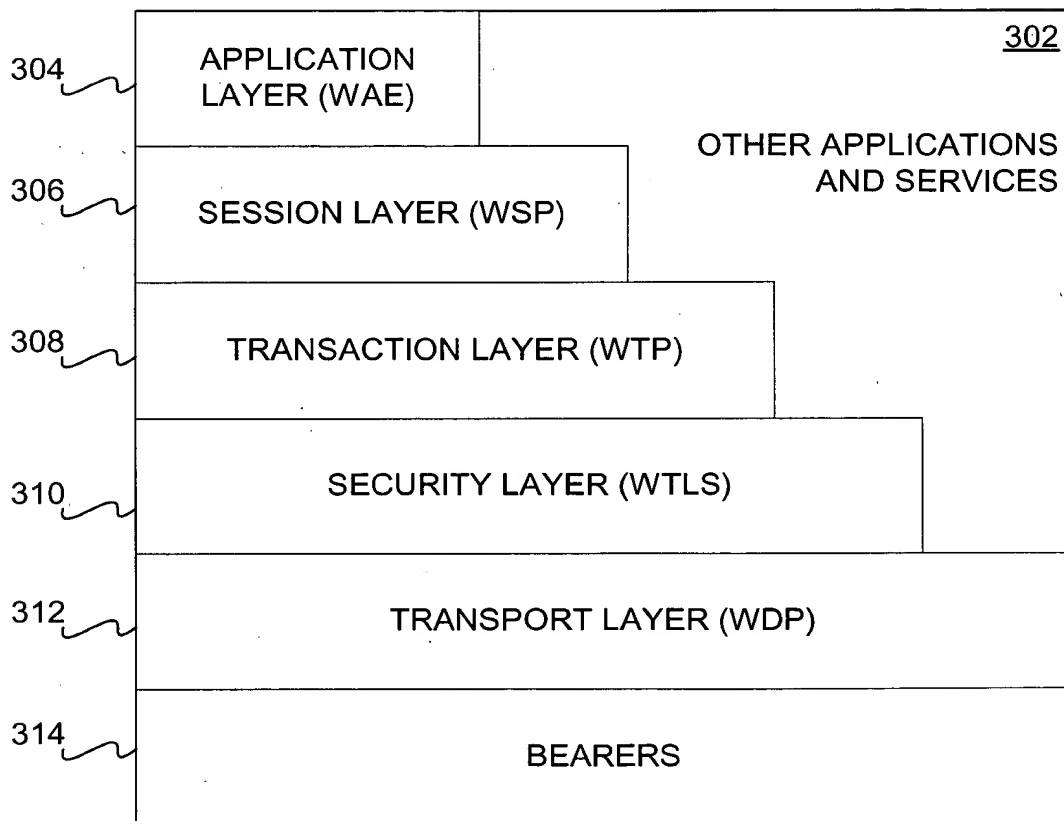 302
304
APPLICATION
LAYER (WAE)
OTHER APPLICATIONS
AND SERVICES
306
SESSION LAYER (WSP)
308
TRANSACTION LAYER (WTP)
310
SECURITY LAYER (WTLS)
312
TRANSPORT LAYER (WDP)
314
BEARERS